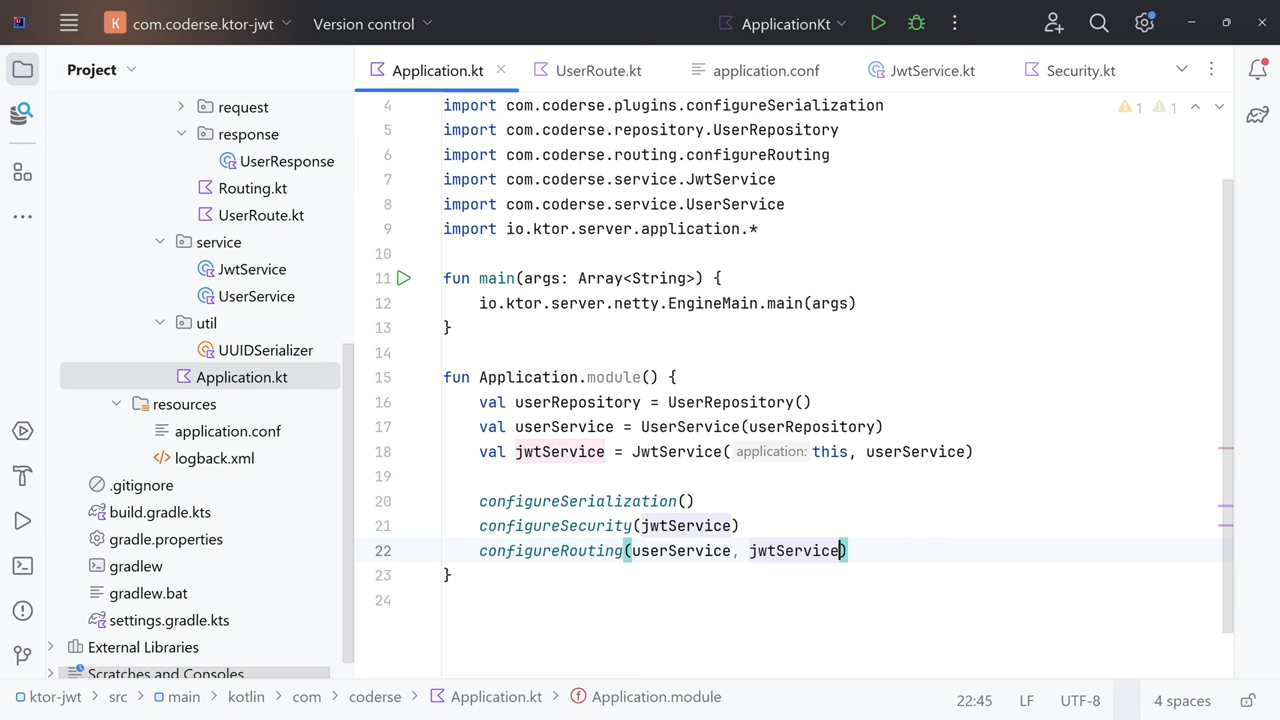 K com.coderse.ktor-jwt Version control ApplicationKt
Project
Application.kt UserRoute.kt application.conf JwtService.kt Security.kt
request
response
UserResponse
Routing.kt
UserRoute.kt
service
JwtService
UserService
util
UUIDSerializer
Application.kt
resources
application.conf
logback.xml
.gitignore
build.gradle.kts
gradle.properties
gradlew
gradlew.bat
settings.gradle.kts
External Libraries
Scratches and Consoles
4 import com.coderse.plugins.configureSerialization
5 import com.coderse.repository.UserRepository
6 import com.coderse.routing.configureRouting
7 import com.coderse.service.JwtService
8 import com.coderse.service.UserService
9 import io.ktor.server.application.*
10
11 fun main(args: Array<String>) {
12 io.ktor.server.netty.EngineMain.main(args)
13 }
14
15 fun Application.module() {
16 val userRepository = UserRepository()
17 val userService = UserService(userRepository)
18 val jwtService = JwtService( application: this, userService)
19
20 configureSerialization()
21 configureSecurity(jwtService)
22 configureRouting(userService, jwtService)
23 }
24
1 1
ktor-jwt > src > main > kotlin > com > coderse > Application.kt > Application.module
22:45 LF UTF-8 4 spaces